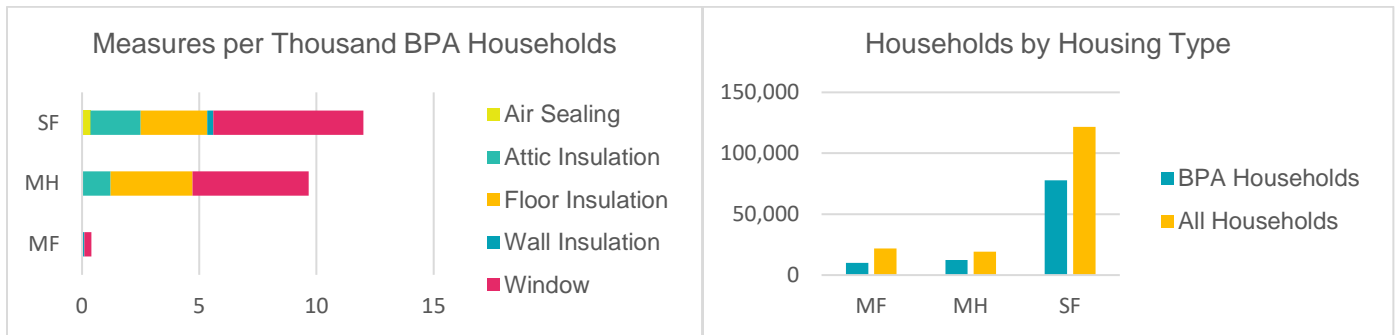 Measures per Thousand BPA Households
SF
MH
MF
0
5
10
15
Air Sealing
Attic Insulation
Floor Insulation
Wall Insulation
Window
Households by Housing Type
150,000
100,000
50,000
0
MF
MH
SF
BPA Households
All Households